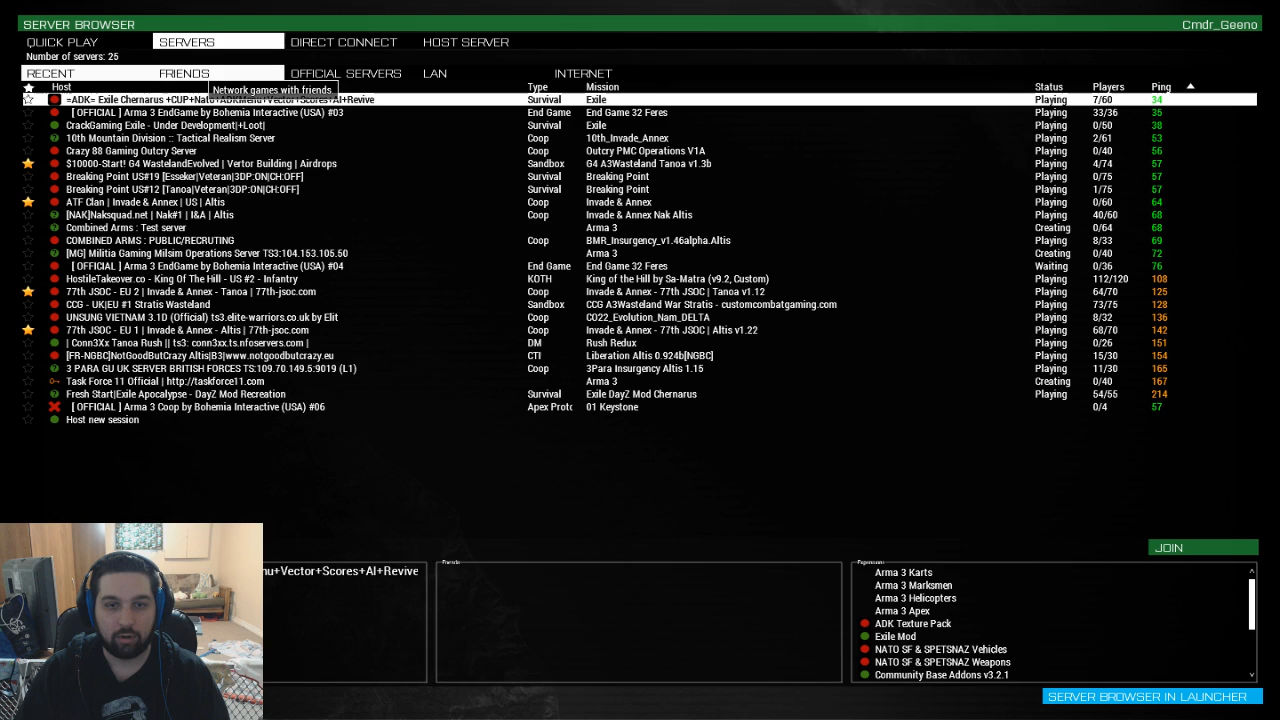 SERVER BROWSER Cmdr_Geeno
QUICK PLAY SERVERS DIRECT CONNECT HOST SERVER
Number of servers: 25
RECENT FRIENDS OFFICIAL SERVERS LAN INTERNET
Network games with friends
Host Type Mission Status Players Ping
=ADK= Exile Chernarus +CUP+Nato+ADKMenu+Vector+Scores+AI+Revive Survival Exile Playing 7/60 34
[ OFFICIAL ] Arma 3 EndGame by Bohemia Interactive (USA) #03 End Game End Game 32 Feres Playing 33/36 35
CrackGaming Exile - Under Development|+Loot| Survival Exile Playing 0/50 38
10th Mountain Division :: Tactical Realism Server Coop 10th_Invade_Annex Playing 2/61 53
Crazy 88 Gaming Outcry Server Coop Outcry PMC Operations V1A Playing 0/40 56
$10000-Start! G4 WastelandEvolved | Vertor Building | Airdrops Sandbox G4 A3Wasteland Tanoa v1.3b Playing 4/74 57
Breaking Point US#19 [Esseker|Veteran|3DP:ON|CH:OFF] Survival Breaking Point Playing 0/75 57
Breaking Point US#12 [Tanoa|Veteran|3DP:ON|CH:OFF] Survival Breaking Point Playing 1/75 57
ATF Clan | Invade & Annex | US | Altis Coop Invade & Annex Playing 0/60 64
[NAK]Naksquad.net | Nak#1 | I&A | Altis Coop Invade & Annex Nak Altis Playing 40/60 68
Combined Arms : Test server Arma 3 Creating 0/64 68
COMBINED ARMS : PUBLIC/RECRUTING Coop BMR_Insurgency_v1.46alpha.Altis Playing 8/33 69
[MG] Militia Gaming Milsim Operations Server TS3:104.153.105.50 Arma 3 Creating 0/40 72
[ OFFICIAL ] Arma 3 EndGame by Bohemia Interactive (USA) #04 End Game End Game 32 Feres Waiting 0/36 76
HostileTakeover.co - King Of The Hill - US #2 - Infantry KOTH King of the Hill by Sa-Matra (v9.2, Custom) Playing 112/120 108
77th JSOC - EU 2 | Invade & Annex - Tanoa | 77th-jsoc.com Coop Invade & Annex - 77th JSOC | Tanoa v1.12 Playing 64/70 125
CCG - UK|EU #1 Stratis Wasteland Sandbox CCG A3Wasteland War Stratis - customcombatgaming.com Playing 73/75 128
UNSUNG VIETNAM 3.1D (Official) ts3.elite-warriors.co.uk by Elit Coop CO22_Evolution_Nam_DELTA Playing 8/32 136
77th JSOC - EU 1 | Invade & Annex - Altis | 77th-jsoc.com Coop Invade & Annex - 77th JSOC | Altis v1.22 Playing 68/70 142
| Conn3Xx Tanoa Rush || ts3: conn3xx.ts.nfoservers.com | DM Rush Redux Playing 0/26 151
[FR-NGBC]NotGoodButCrazy Altis|B3|www.notgoodbutcrazy.eu CTI Liberation Altis 0.924b[NGBC] Playing 15/30 154
3 PARA GU UK SERVER BRITISH FORCES TS:109.70.149.5:9019 (L1) Coop 3Para Insurgency Altis 1.15 Playing 11/30 165
Task Force 11 Official | http://taskforce11.com Arma 3 Creating 0/40 167
Fresh Start|Exile Apocalypse - DayZ Mod Recreation Survival Exile DayZ Mod Chernarus Playing 54/55 214
[ OFFICIAL ] Arma 3 Coop by Bohemia Interactive (USA) #06 Apex Proto 01 Keystone 0/4 57
Host new session
JOIN
nu+Vector+Scores+AI+Revive
Arma 3 Karts
Arma 3 Marksmen
Arma 3 Helicopters
Arma 3 Apex
ADK Texture Pack
Exile Mod
NATO SF & SPETSNAZ Vehicles
NATO SF & SPETSNAZ Weapons
Community Base Addons v3.2.1
SERVER BROWSER IN LAUNCHER